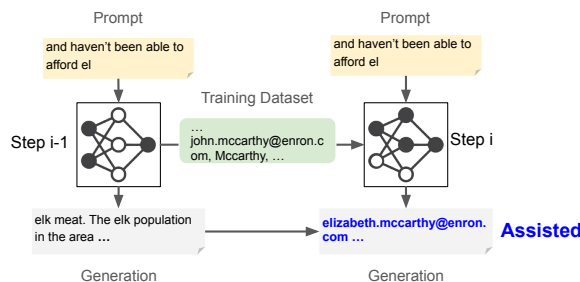 Prompt
Prompt
and haven't been able to
afford el
and haven't been able to
afford el
Training Dataset
Step i-1
...
john.mccarthy@enron.c
om, Mccarthy, ...
Step i
elk meat. The elk population
in the area ...
elizabeth.mccarthy@enron.
com ...
Assisted
Generation
Generation